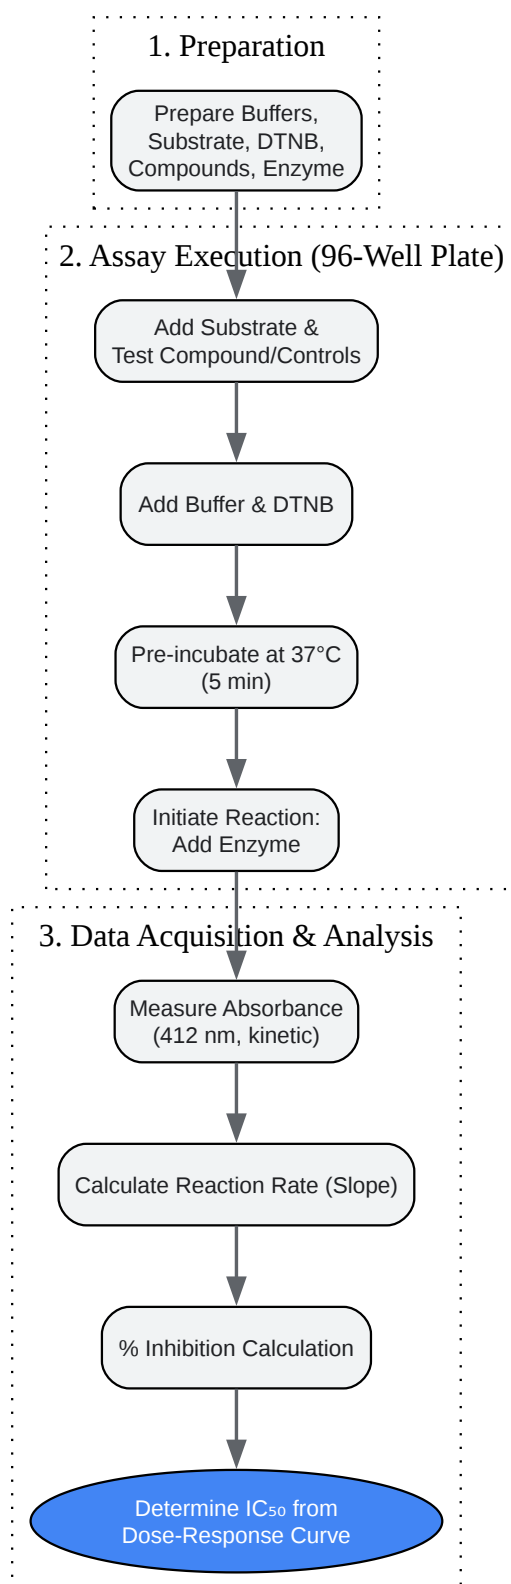 1. Preparation
Prepare Buffers,
Substrate, DTNB,
Compounds, Enzyme
2. Assay Execution (96-Well Plate)
Add Substrate &
Test Compound/Controls
Add Buffer & DTNB
Pre-incubate at 37°C
(5 min)
Initiate Reaction:
Add Enzyme
3. Data Acquisition & Analysis
Measure Absorbance
(412 nm, kinetic)
Calculate Reaction Rate (Slope)
% Inhibition Calculation
Determine IC₅₀ from
Dose-Response Curve